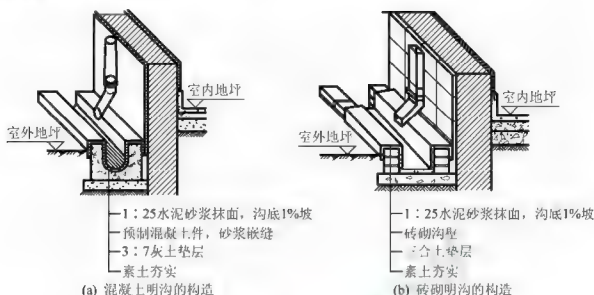 室内地坪
室外地坪
1：25水泥砂浆抹面，沟底1%坡
预制混凝土件，砂浆嵌缝
3：7灰土垫层
素土夯实
(a) 混凝土明沟的构造
室内地坪
室外地坪
1：25水泥砂浆抹面，沟底1%坡
砖砌沟壁
三合土垫层
素土夯实
(b) 砖砌明沟的构造